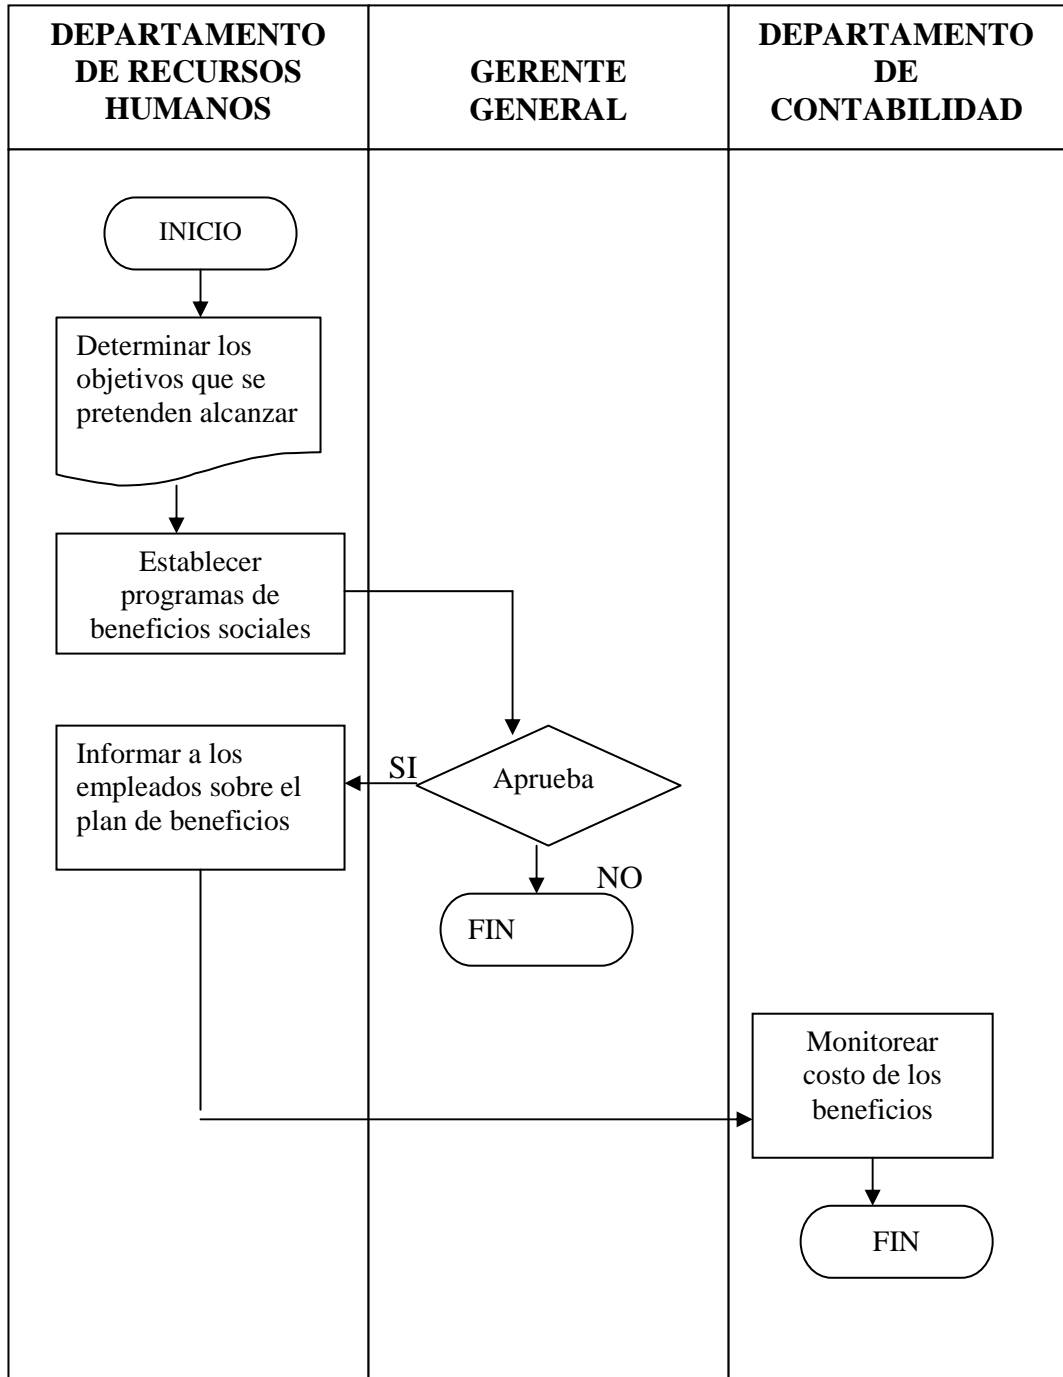 DEPARTAMENTO
DE RECURSOS
HUMANOS
GERENTE
GENERAL
DEPARTAMENTO
DE
CONTABILIDAD
INICIO
Determinar los
objetivos que se
pretenden alcanzar
Establecer
programas de
beneficios sociales
Informar a los
empleados sobre el
plan de beneficios
SI
Aprueba
NO
FIN
Monitorear
costo de los
beneficios
FIN